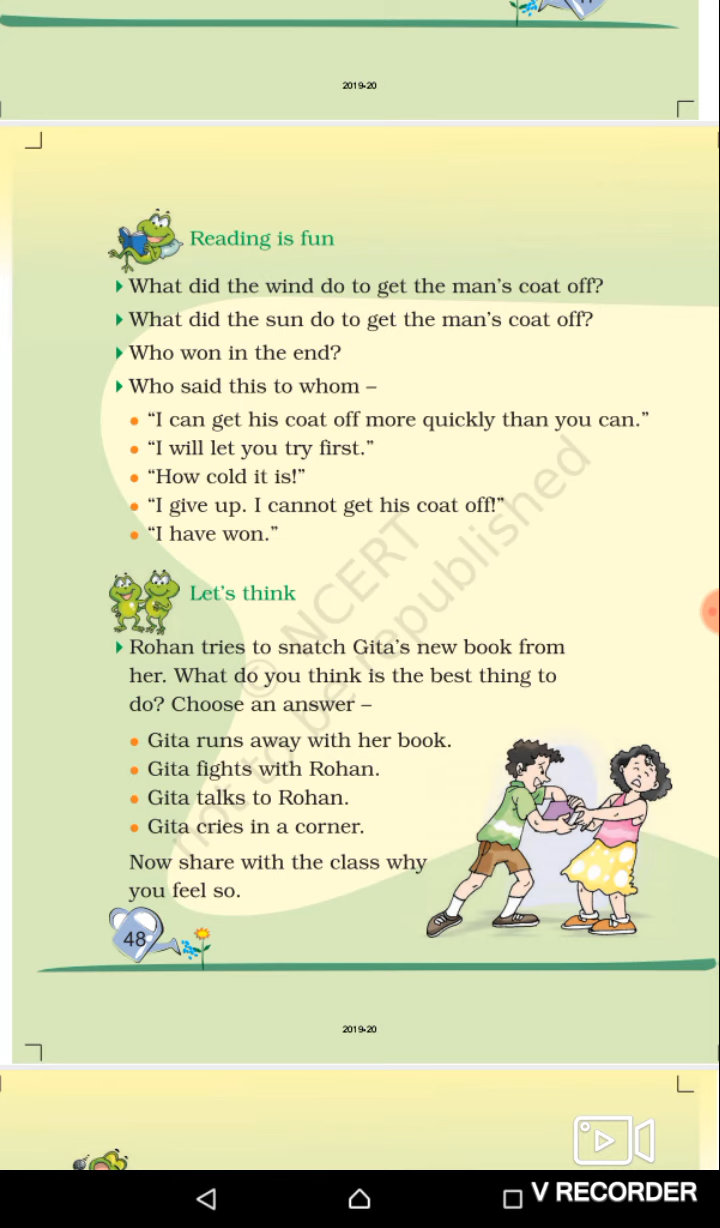 2019-20
Reading is fun
What did the wind do to get the man's coat off?
What did the sun do to get the man's coat off?
Who won in the end?
Who said this to whom –
• “I can get his coat off more quickly than you can.”
• “I will let you try first.”
• “How cold it is!”
• “I give up. I cannot get his coat off!”
• “I have won.”
© NCERT
not to be republished
Let's think
Rohan tries to snatch Gita's new book from
her. What do you think is the best thing to
do? Choose an answer –
• Gita runs away with her book.
• Gita fights with Rohan.
• Gita talks to Rohan.
• Gita cries in a corner.
Now share with the class why
you feel so.
48
2019-20
V RECORDER